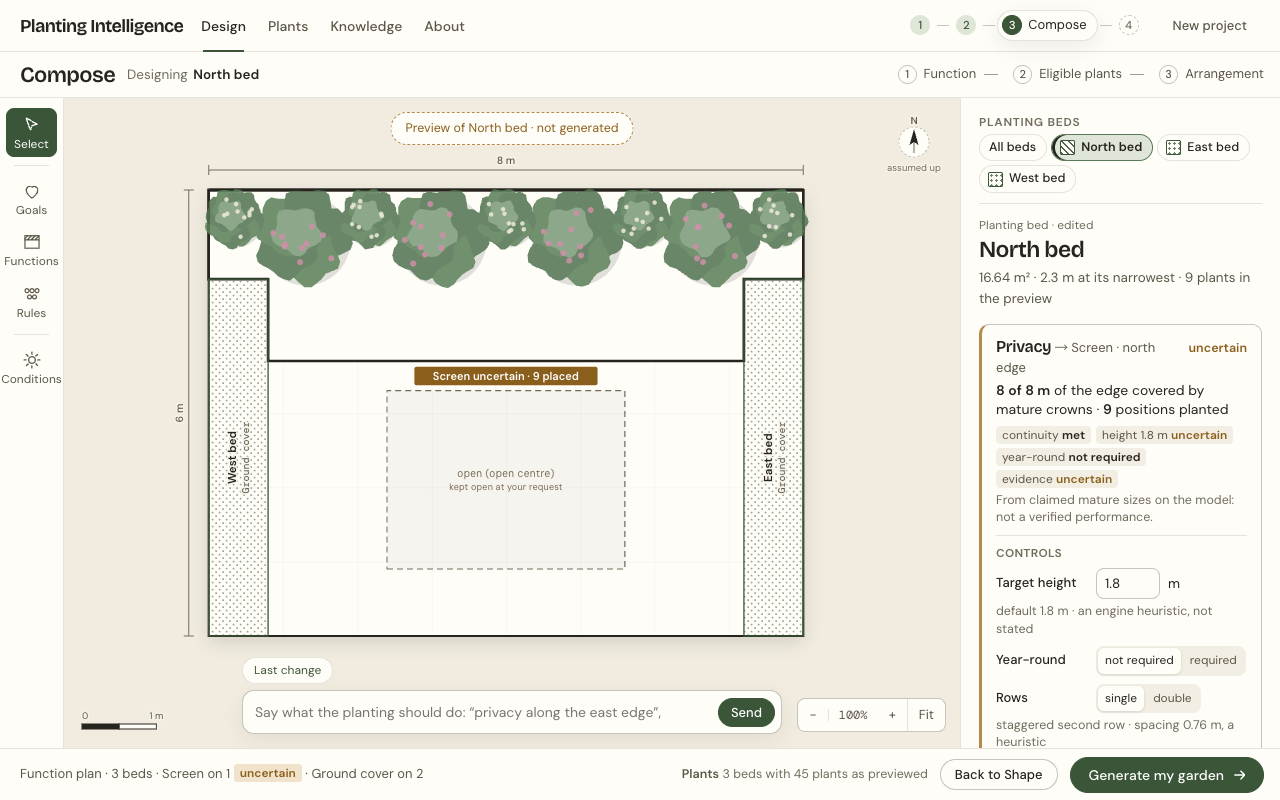 Planting Intelligence
Design
Plants
Knowledge
About
1
2
3 Compose
4
New project
Compose
Designing North bed
1 Function
2 Eligible plants
3 Arrangement
Select
Goals
Functions
Rules
Conditions
Preview of North bed · not generated
N
assumed up
8 m
6 m
Screen uncertain · 9 placed
West bed
Ground cover
open (open centre)
kept open at your request
East bed
Ground cover
Last change
0 1 m
Say what the planting should do: “privacy along the east edge”,
Send
− 100% + Fit
PLANTING BEDS
All beds
North bed
East bed
West bed
Planting bed · edited
North bed
16.64 m² · 2.3 m at its narrowest · 9 plants in
the preview
Privacy → Screen · north
edge
uncertain
8 of 8 m of the edge covered by
mature crowns · 9 positions planted
continuity met
height 1.8 m uncertain
year-round not required
evidence uncertain
From claimed mature sizes on the model:
not a verified performance.
CONTROLS
Target height 1.8 m
default 1.8 m · an engine heuristic, not
stated
Year-round not required required
Rows single double
staggered second row · spacing 0.76 m, a
heuristic
Function plan · 3 beds · Screen on 1 uncertain · Ground cover on 2
Plants 3 beds with 45 plants as previewed
Back to Shape
Generate my garden →